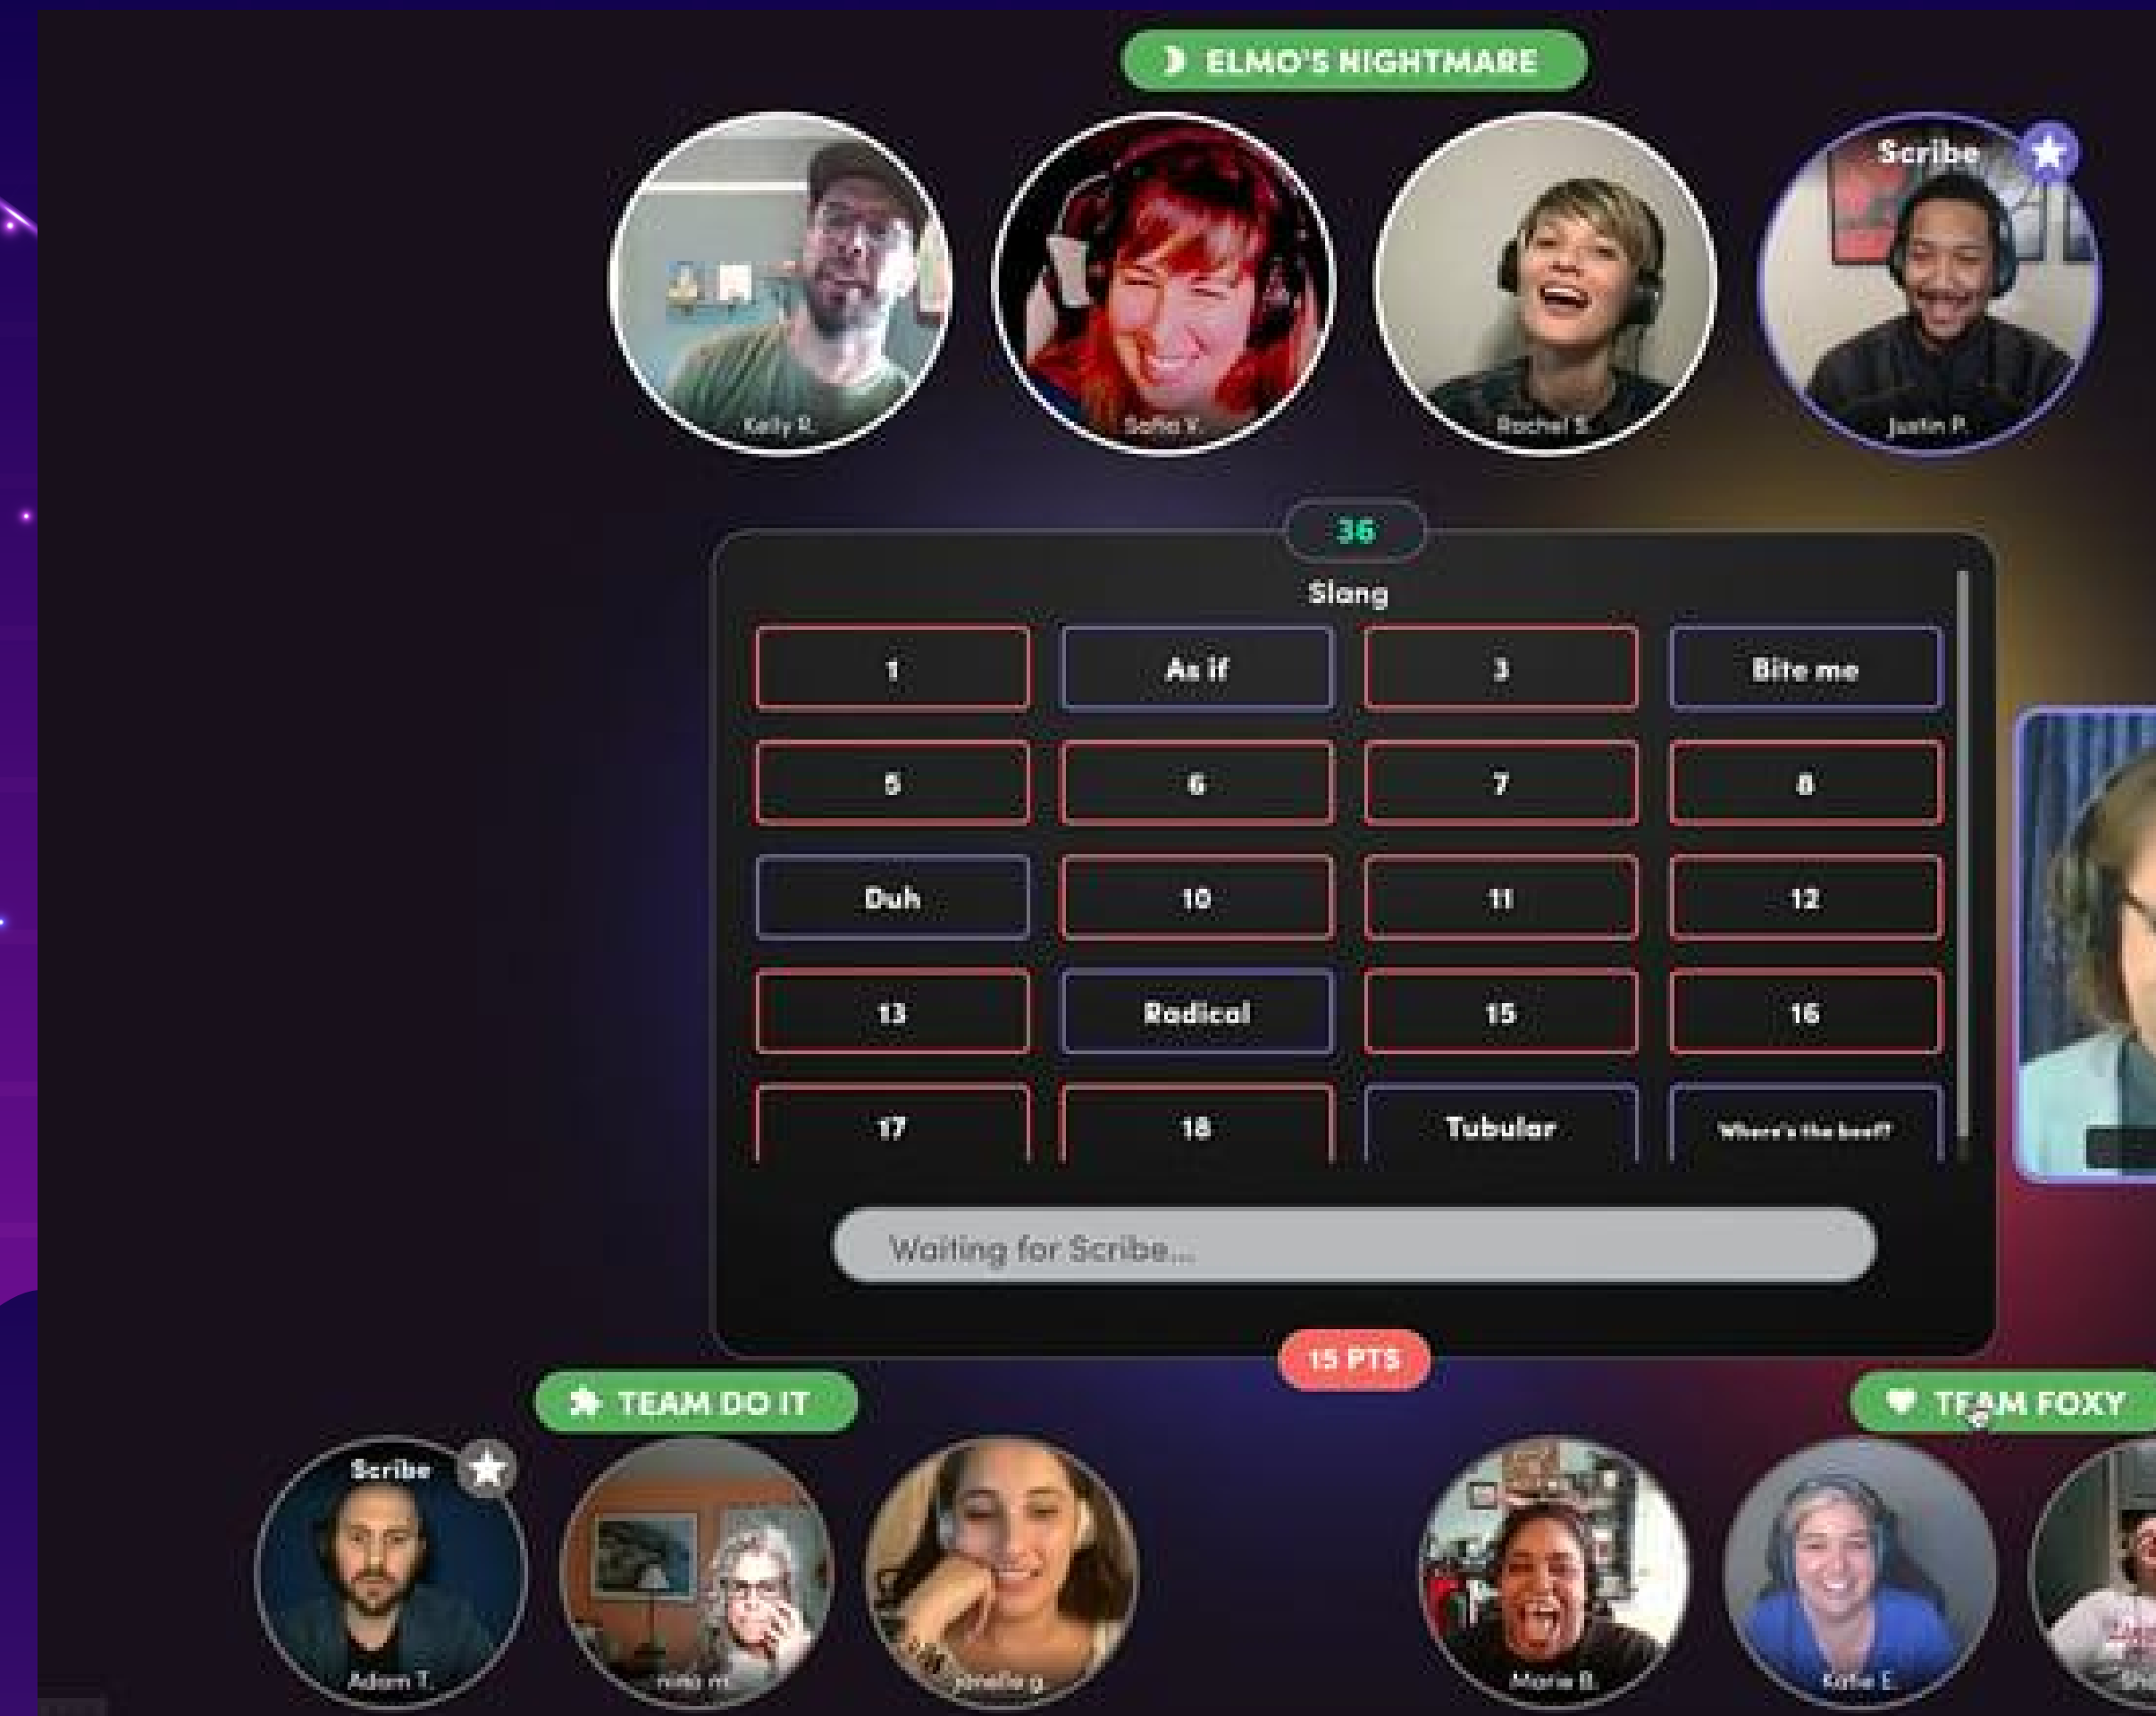 ELMO'S NIGHTMARE
Scribe
Kelly R.
Sofia V.
Rachel S.
Justin P.
36
Slang
1 As if 3 Bite me
5 6 7 8
Duh 10 11 12
13 Radical 15 16
17 18 Tubular Where's the beef?
Waiting for Scribe...
15 PTS
TEAM DO IT
TEAM FOXY
Scribe
Adam T.
nina m.
janelle g.
Marie B.
Katie E.